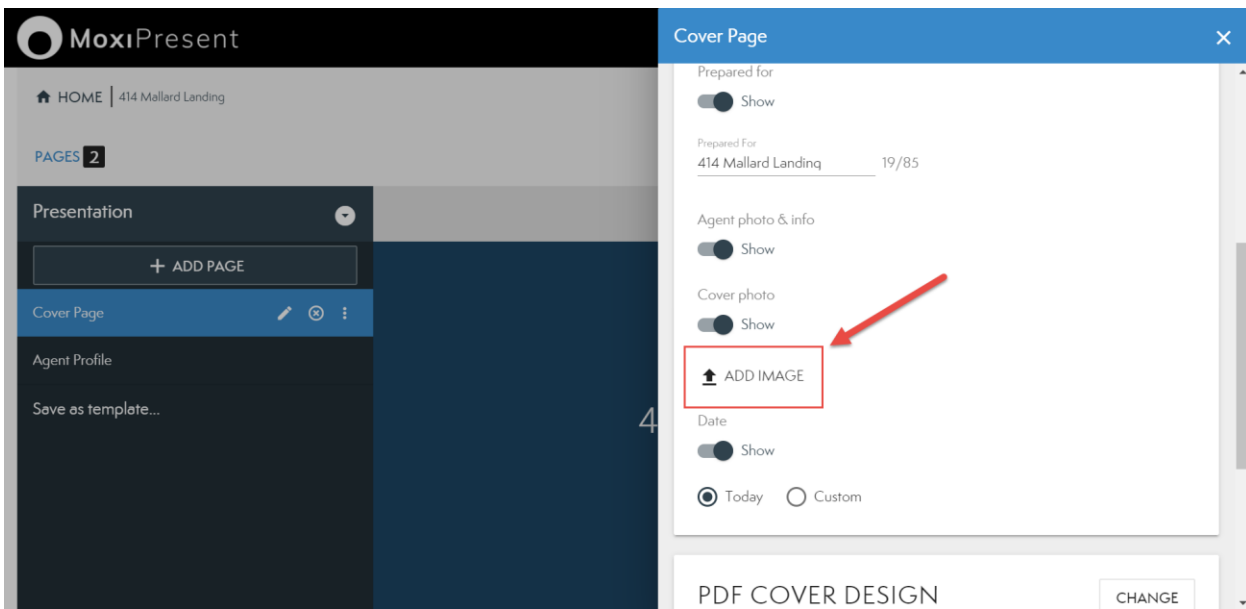 MoxiPresent
HOME | 414 Mallard Landing
PAGES 2
Presentation
+ ADD PAGE
Cover Page
Agent Profile
Save as template...
4
Cover Page
Prepared for
Show
Prepared For
414 Mallard Landing 19/85
Agent photo & info
Show
Cover photo
Show
ADD IMAGE
Date
Show
Today Custom
PDF COVER DESIGN CHANGE